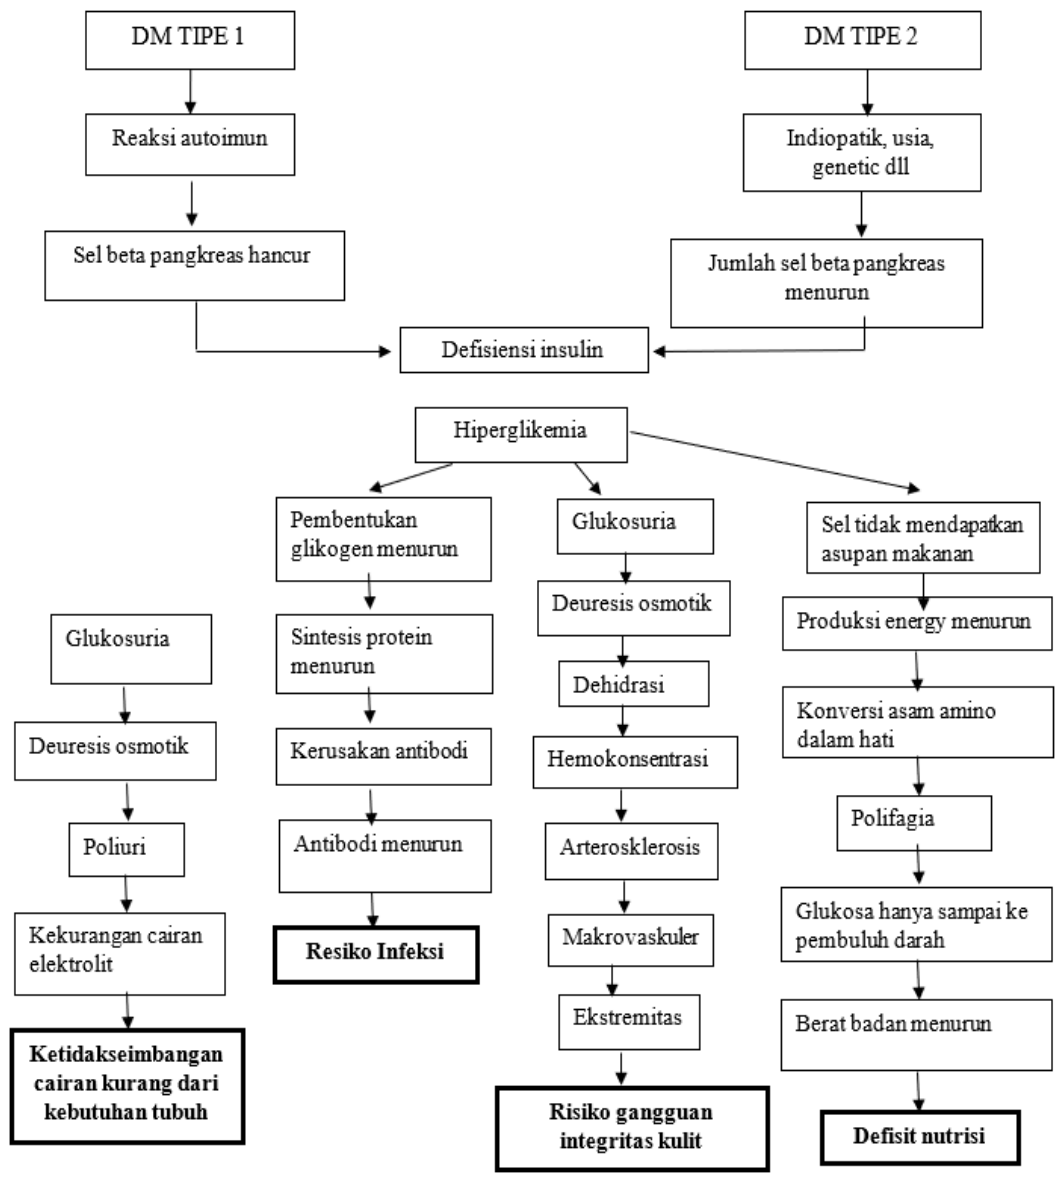 DM TIPE 1
DM TIPE 2
Reaksi autoimun
Indiopatik, usia,
genetic dll
Sel beta pangkreas hancur
Jumlah sel beta pangkreas
menurun
Defisiensi insulin
Hiperglikemia
Pembentukan
glikogen menurun
Glukosuria
Sel tidak mendapatkan
asupan makanan
Deuresis osmotik
Produksi energy menurun
Glukosuria
Sintesis protein
menurun
Dehidrasi
Konversi asam amino
dalam hati
Deuresis osmotik
Kerusakan antibodi
Hemokonsentrasi
Polifagia
Poliuri
Antibodi menurun
Arterosklerosis
Glukosa hanya sampai ke
pembuluh darah
Kekurangan cairan
elektrolit
Resiko Infeksi
Makrovaskuler
Ekstremitas
Berat badan menurun
Ketidakseimbangan
cairan kurang dari
kebutuhan tubuh
Risiko gangguan
integritas kulit
Defisit nutrisi